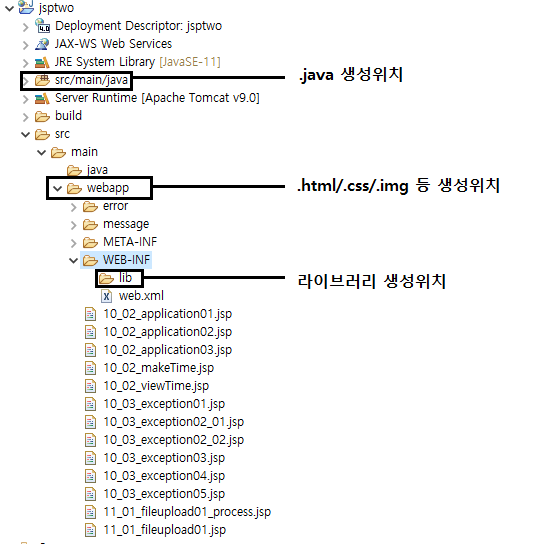 jsptwo
Deployment Descriptor: jsptwo
JAX-WS Web Services
JRE System Library [JavaSE-11]
src/main/java
.java 생성위치
Server Runtime [Apache Tomcat v9.0]
build
src
main
java
webapp
.html/.css/.img 등 생성위치
error
message
META-INF
WEB-INF
lib
라이브러리 생성위치
web.xml
10_02_application01.jsp
10_02_application02.jsp
10_02_application03.jsp
10_02_makeTime.jsp
10_02_viewTime.jsp
10_03_exception01.jsp
10_03_exception02_01.jsp
10_03_exception02_02.jsp
10_03_exception03.jsp
10_03_exception04.jsp
10_03_exception05.jsp
11_01_fileupload01_process.jsp
11_01_fileupload01.jsp